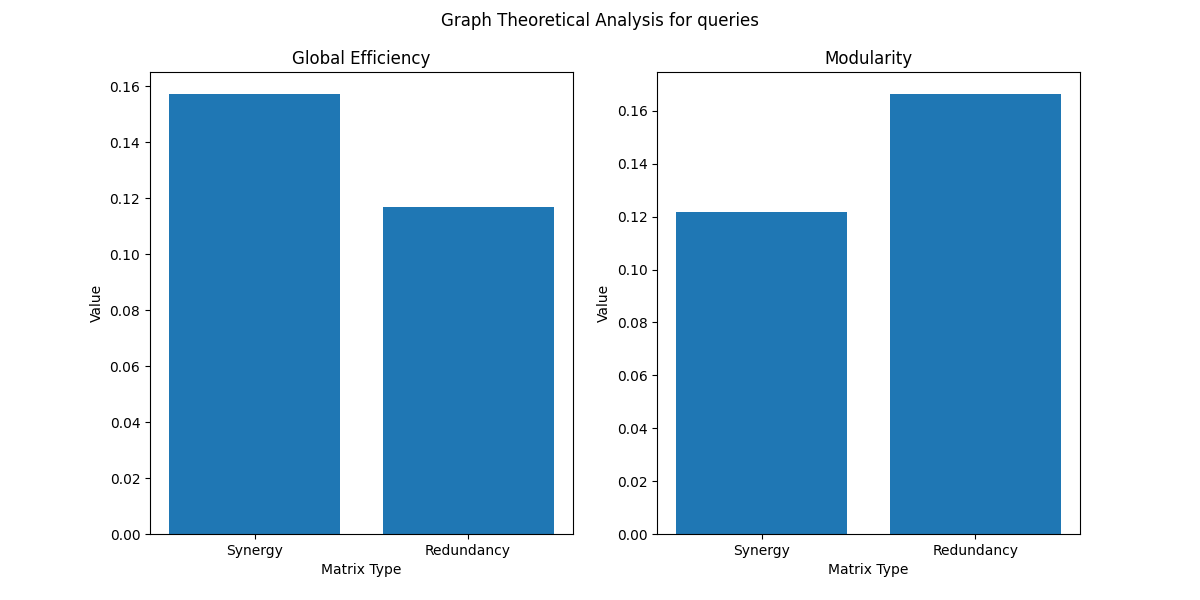 Graph Theoretical Analysis for queries
Global Efficiency
Value
0.16
0.14
0.12
0.10
0.08
0.06
0.04
0.02
0.00
Synergy Redundancy
Matrix Type
Modularity
Value
0.16
0.14
0.12
0.10
0.08
0.06
0.04
0.02
0.00
Synergy Redundancy
Matrix Type